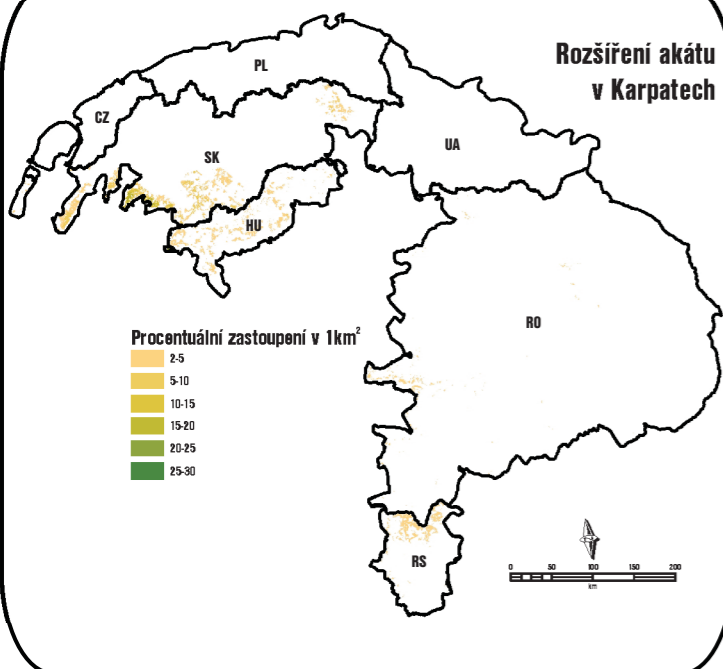 Rozšíření akátu
v Karpatech
PL
CZ
UA
SK
HU
RO
Procentuální zastoupení v 1km²
2-5
5-10
10-15
15-20
20-25
25-30
RS
0 50 100 150 200
km